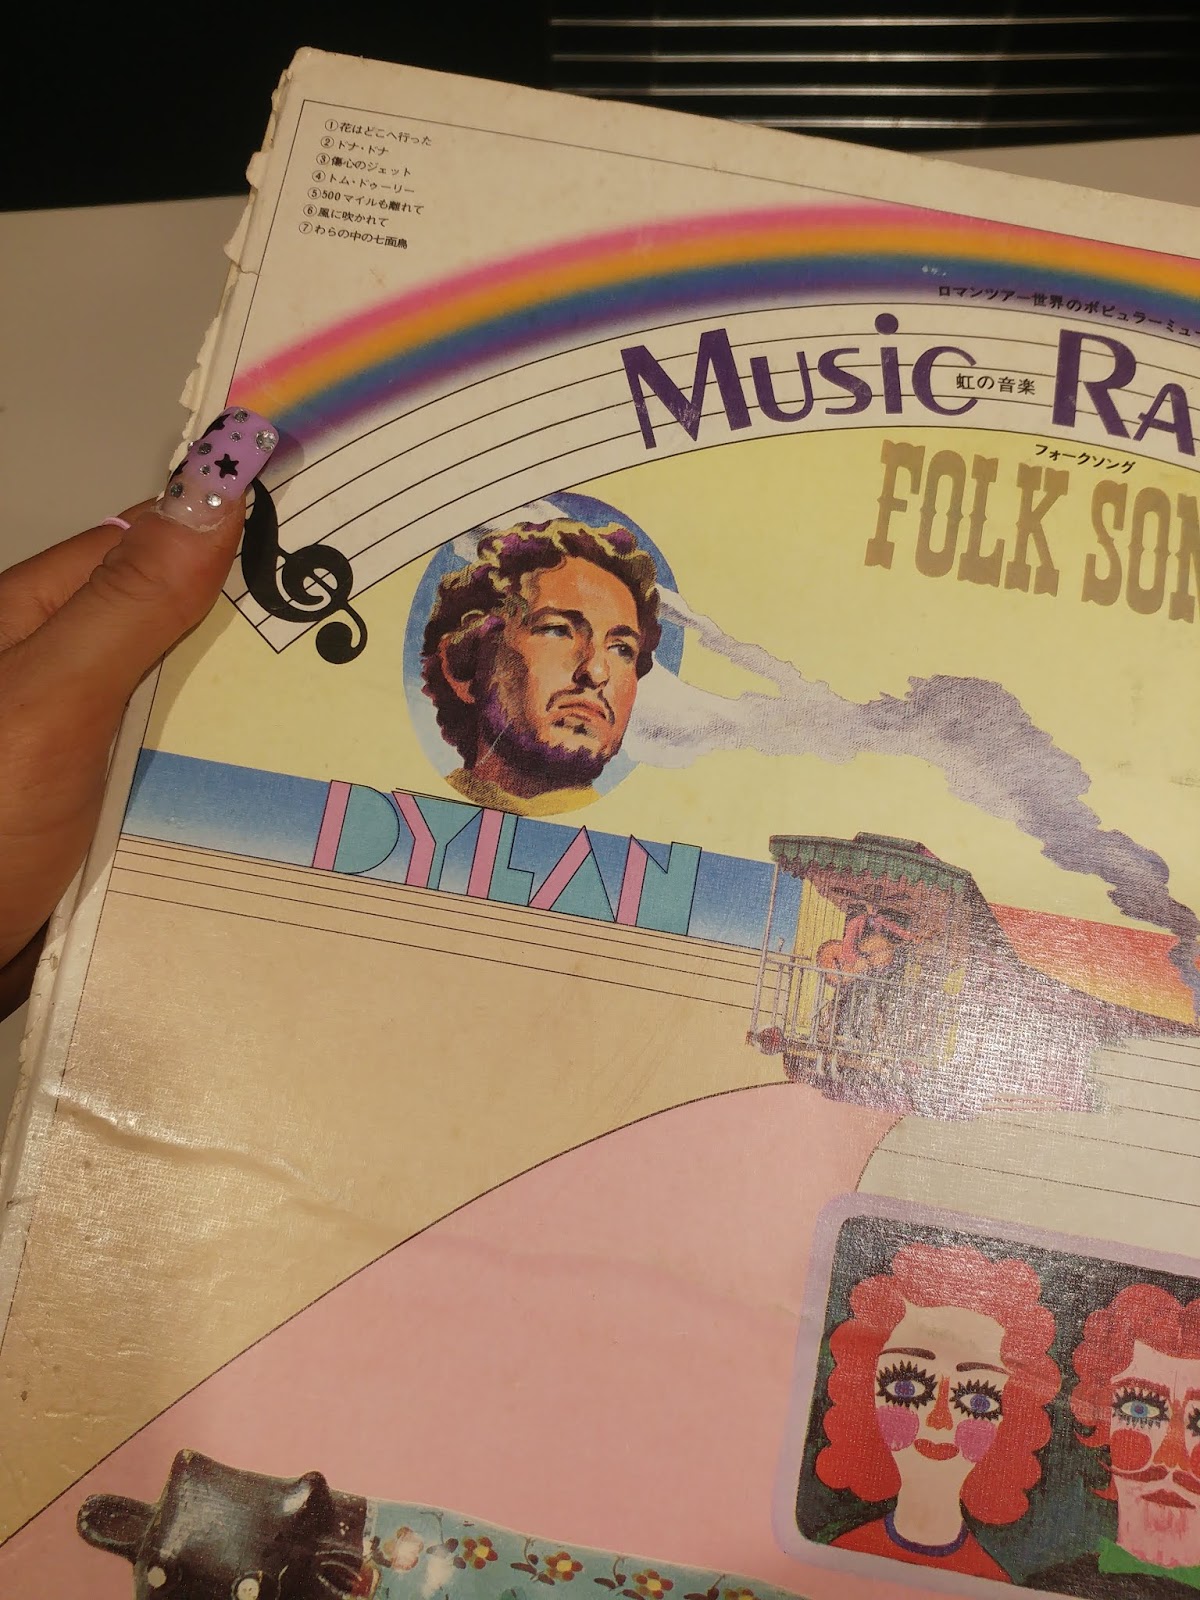 ①花はどこへ行った
②ドナ・ドナ
③傷心のジェット
④トム・ドゥーリー
⑤500マイルも離れて
⑥風に吹かれて
⑦わらの中の七面鳥
ロマンツアー世界のポピュラーミュー
MUSiC RA
虹の音楽
フォークソング
FOLK SON
DYLAN